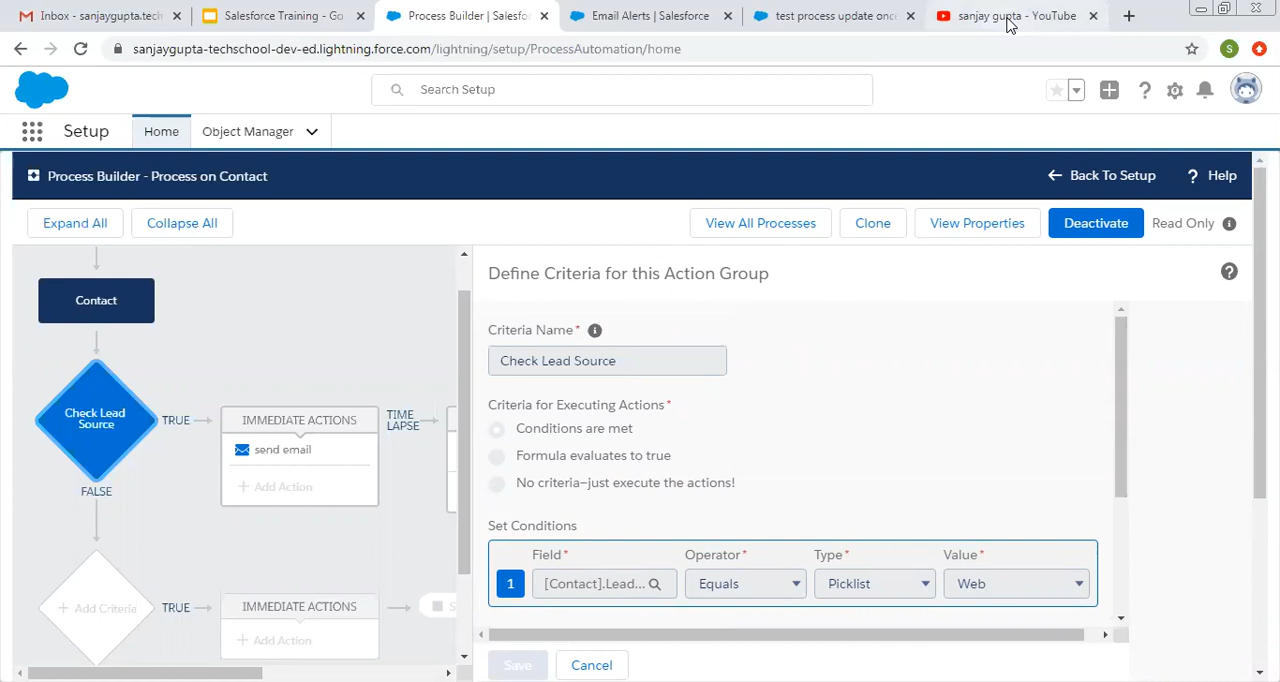 Inbox - sanjaygupta.tech
Salesforce Training - Go
Process Builder | Salesfo
Email Alerts | Salesforce
test process update once
sanjay gupta - YouTube
sanjaygupta-techschool-dev-ed.lightning.force.com/lightning/setup/ProcessAutomation/home
S
Search Setup
Setup
Home
Object Manager
Process Builder - Process on Contact
Back To Setup
? Help
Expand All
Collapse All
View All Processes
Clone
View Properties
Deactivate
Read Only
Contact
Check Lead
Source
TRUE
IMMEDIATE ACTIONS
send email
+ Add Action
TIME
LAPSE
FALSE
+ Add Criteria
TRUE
IMMEDIATE ACTIONS
+ Add Action
S
Define Criteria for this Action Group
Criteria Name*
Check Lead Source
Criteria for Executing Actions*
Conditions are met
Formula evaluates to true
No criteria—just execute the actions!
Set Conditions
Field*
Operator*
Type*
Value*
1
[Contact].Lead...
Equals
Picklist
Web
Save
Cancel